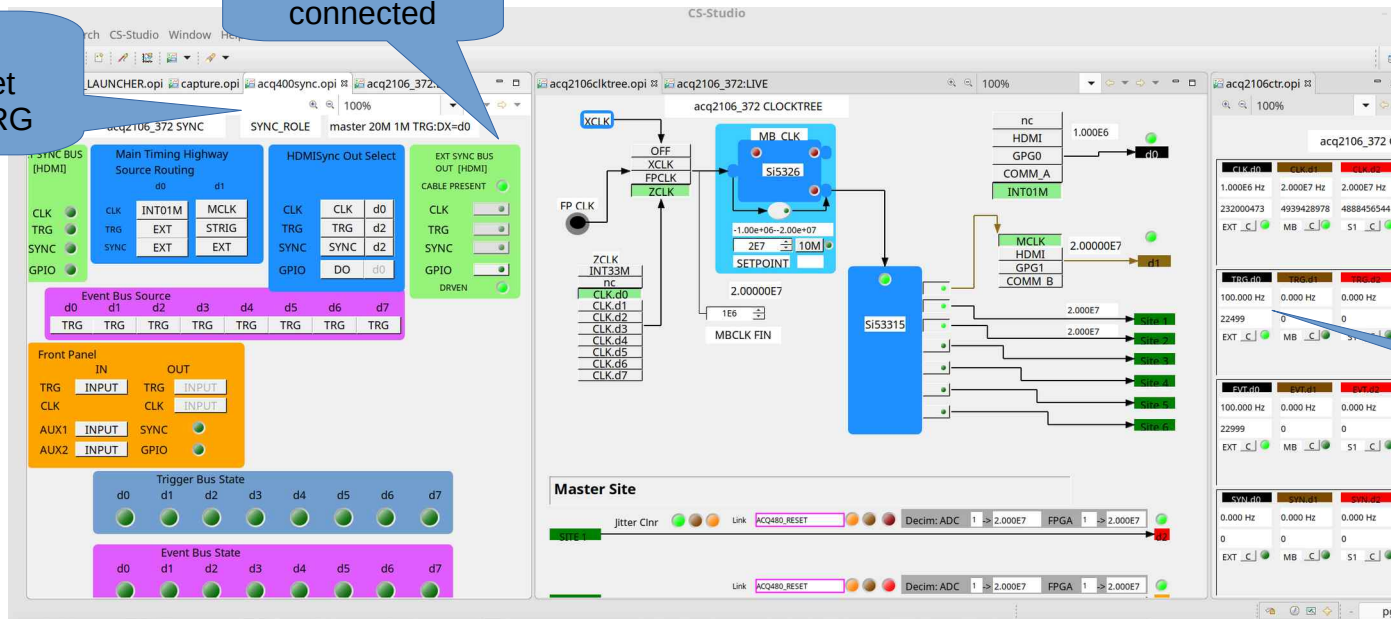 CS-Studio
connected
et
RG
rch CS-Studio Window Help
_LAUNCHER.opi capture.opi acq400sync.opi acq2106_372:L
100%
acq2106_372 SYNC SYNC_ROLE master 20M 1M TRG:DX=d0
T SYNC BUS
[HDMI]
CLK
TRG
SYNC
GPIO
Main Timing Highway
Source Routing
d0 d1
CLK INT01M MCLK
TRG EXT STRIG
SYNC EXT EXT
HDMISync Out Select
CLK CLK d0
TRG TRG d2
SYNC SYNC d2
GPIO DO d0
EXT SYNC BUS
OUT [HDMI]
CABLE PRESENT
CLK
TRG
SYNC
GPIO
DRVEN
Event Bus Source
d0 d1 d2 d3 d4 d5 d6 d7
TRG TRG TRG TRG TRG TRG TRG TRG
Front Panel
IN OUT
TRG INPUT TRG INPUT
CLK CLK INPUT
AUX1 INPUT SYNC
AUX2 INPUT GPIO
Trigger Bus State
d0 d1 d2 d3 d4 d5 d6 d7
Event Bus State
d0 d1 d2 d3 d4 d5 d6 d7
acq2106clktree.opi acq2106_372:LIVE
100%
acq2106_372 CLOCKTREE
XCLK
OFF
XCLK
FPCLK
ZCLK
FP CLK
ZCLK
INT33M
nc
CLK.d0
CLK.d1
CLK.d2
CLK.d3
CLK.d4
CLK.d5
CLK.d6
CLK.d7
MB_CLK
Si5326
-1.00e+06--2.00e+07
2E7 10M
SETPOINT
2.00000E7
1E6
MBCLK FIN
Si53315
nc
HDMI
GPG0
COMM_A
INT01M
1.000E6
d0
MCLK
HDMI
GPG1
COMM_B
2.00000E7
d1
2.000E7
Site 1
2.000E7
Site 2
Site 3
Site 4
Site 5
Site 6
Master Site
Jitter Clnr Link ACQ480_RESET Decim: ADC 1 -> 2.000E7 FPGA 1 -> 2.000E7
SITE 1 d2
Link ACQ480_RESET Decim: ADC 1 -> 2.000E7 FPGA 1 -> 2.000E7
acq2106ctr.opi
100%
acq2106_372 C
CLK.d0 CLK.d1 CLK.d2
1.000E6 Hz 2.000E7 Hz 2.000E7 Hz
232000473 4939428978 4888456544
EXT C MB C S1 C
TRG.d0 TRG.d1 TRG.d2
100.000 Hz 0.000 Hz 0.000 Hz
22499 0 0
EXT C MB C
EVT.d0 EVT.d1 EVT.d2
100.000 Hz 0.000 Hz 0.000 Hz
22999 0 0
EXT C MB C S1 C
SYN.d0 SYN.d1 SYN.d2
0.000 Hz 0.000 Hz 0.000 Hz
0 0 0
EXT C MB C S1 C